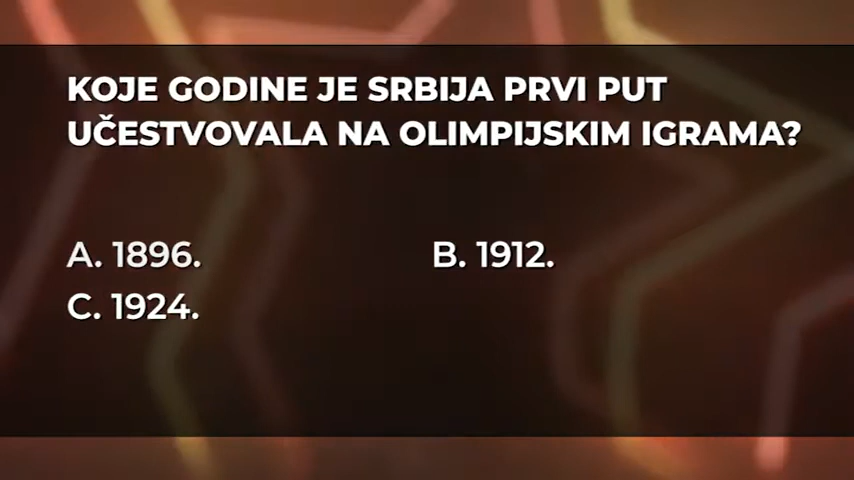 KOJE GODINE JE SRBIJA PRVI PUT
UČESTVOVALA NA OLIMPIJSKIM IGRAMA?
A. 1896.
B. 1912.
C. 1924.